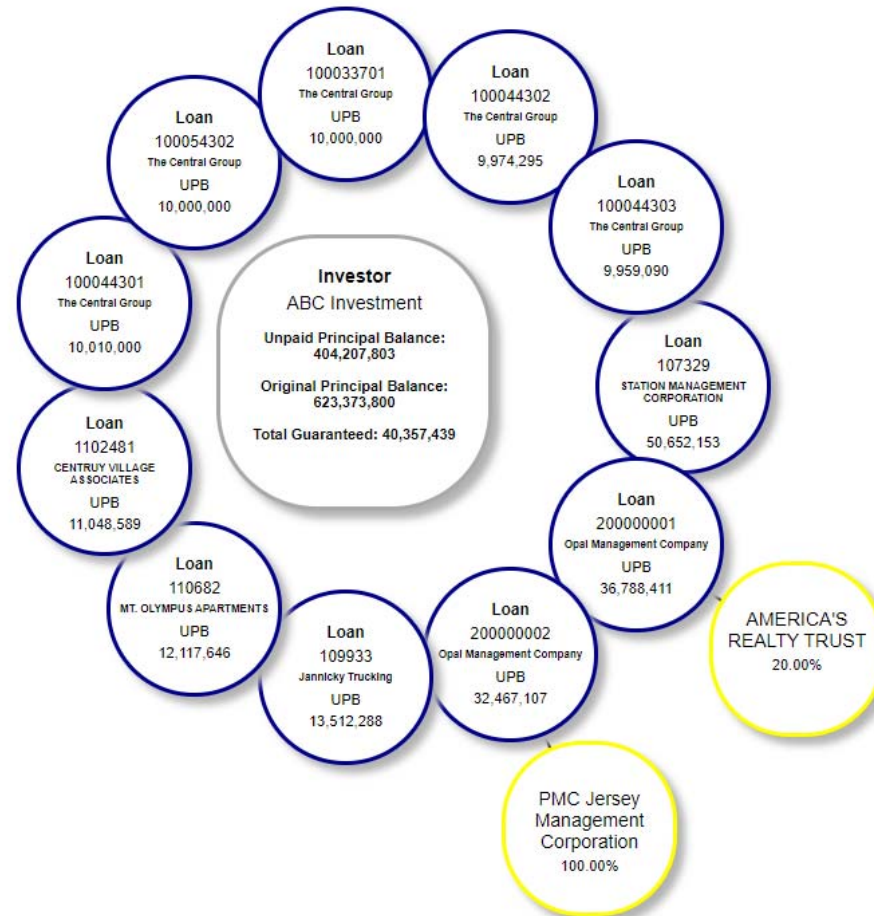 Loan
100033701
The Central Group
UPB
10,000,000
Loan
100044302
The Central Group
UPB
9,974,295
Loan
100054302
The Central Group
UPB
10,000,000
Loan
100044303
The Central Group
UPB
9,959,090
Loan
100044301
The Central Group
UPB
10,010,000
Investor
ABC Investment
Unpaid Principal Balance:
404,207,803
Original Principal Balance:
623,373,800
Total Guaranteed: 40,357,439
Loan
107329
STATION MANAGEMENT
CORPORATION
UPB
50,652,153
Loan
1102481
CENTRUY VILLAGE
ASSOCIATES
UPB
11,048,589
Loan
200000001
Opal Management Company
UPB
36,788,411
Loan
110682
MT. OLYMPUS APARTMENTS
UPB
12,117,646
Loan
109933
Jannicky Trucking
UPB
13,512,288
Loan
200000002
Opal Management Company
UPB
32,467,107
AMERICA'S
REALTY TRUST
20.00%
PMC Jersey
Management
Corporation
100.00%